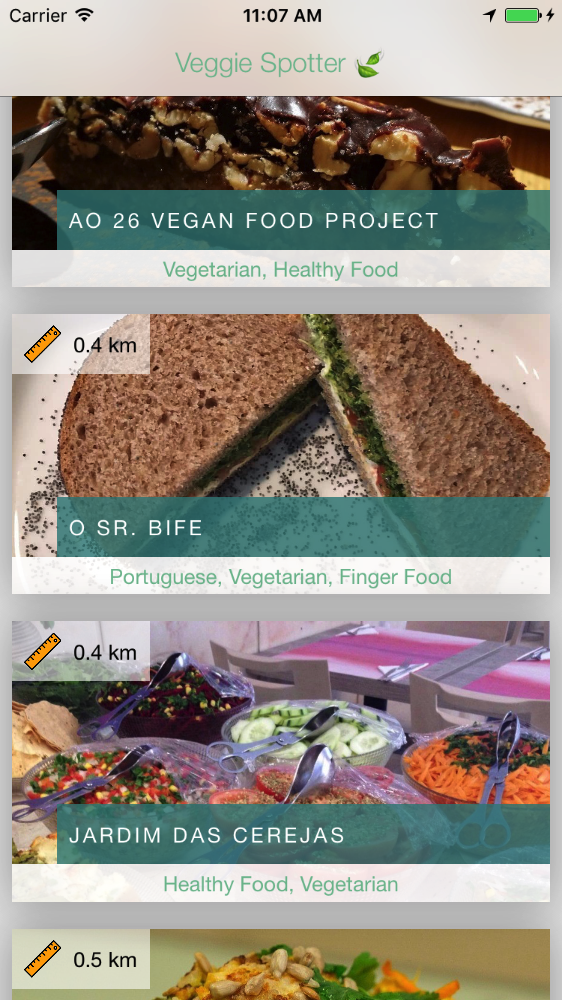 Carrier 11:07 AM
Veggie Spotter
AO 26 VEGAN FOOD PROJECT
Vegetarian, Healthy Food
0.4 km
O SR. BIFE
Portuguese, Vegetarian, Finger Food
0.4 km
JARDIM DAS CEREJAS
Healthy Food, Vegetarian
0.5 km